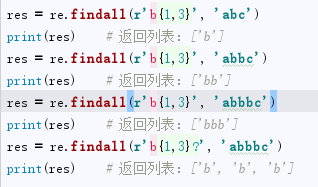 res = re.findall(r'b{1,3}', 'abc')
print(res)    # 返回列表：['b']
res = re.findall(r'b{1,3}', 'abbc')
print(res)    # 返回列表：['bb']
res = re.findall(r'b{1,3}', 'abbbc')
print(res)    # 返回列表：['bbb']
res = re.findall(r'b{1,3}?', 'abbbc')
print(res)    # 返回列表：['b', 'b', 'b']